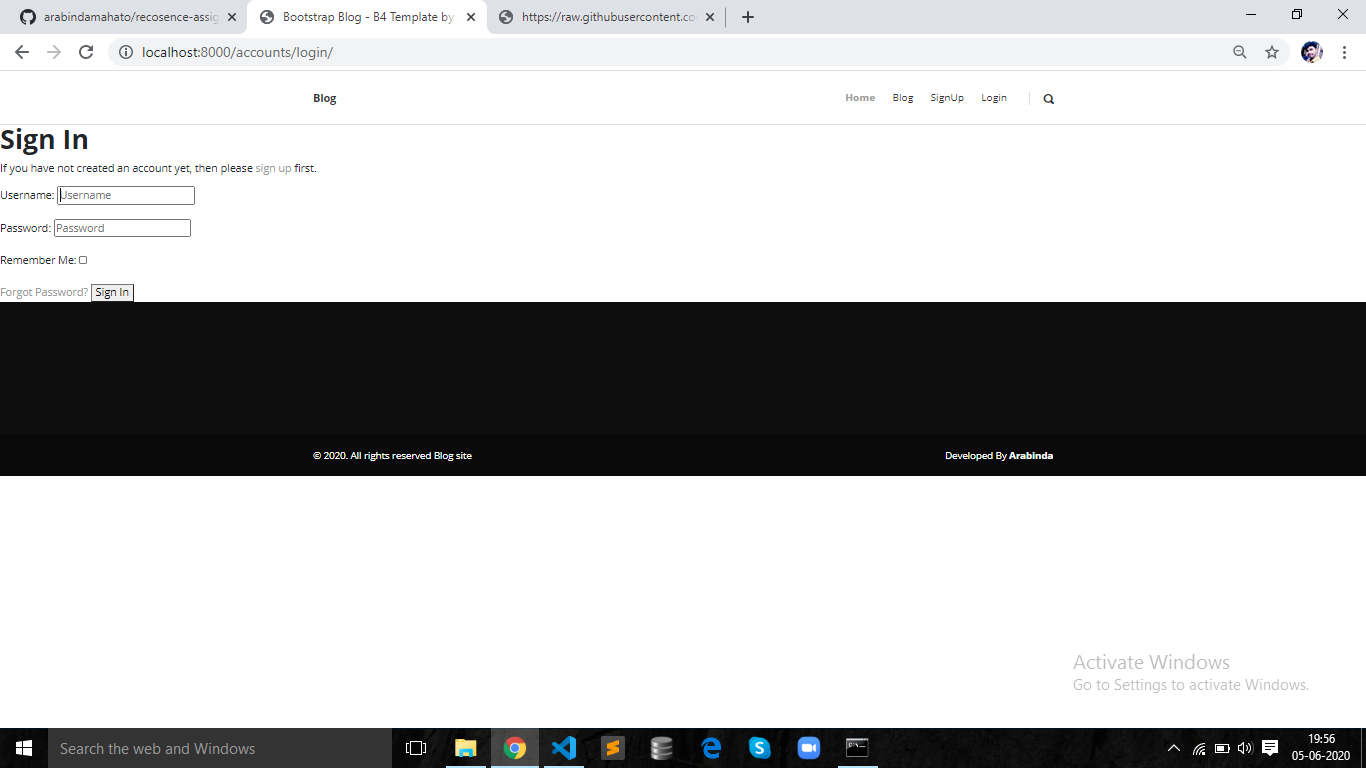 arabindamahato/recosence-assig
Bootstrap Blog - B4 Template by
https://raw.githubusercontent.co
localhost:8000/accounts/login/
Blog
Home Blog SignUp Login
Sign In
If you have not created an account yet, then please sign up first.
Username: Username
Password: Password
Remember Me:
Forgot Password? Sign In
© 2020. All rights reserved Blog site
Developed By Arabinda
Activate Windows
Go to Settings to activate Windows.
Search the web and Windows
19:56
05-06-2020